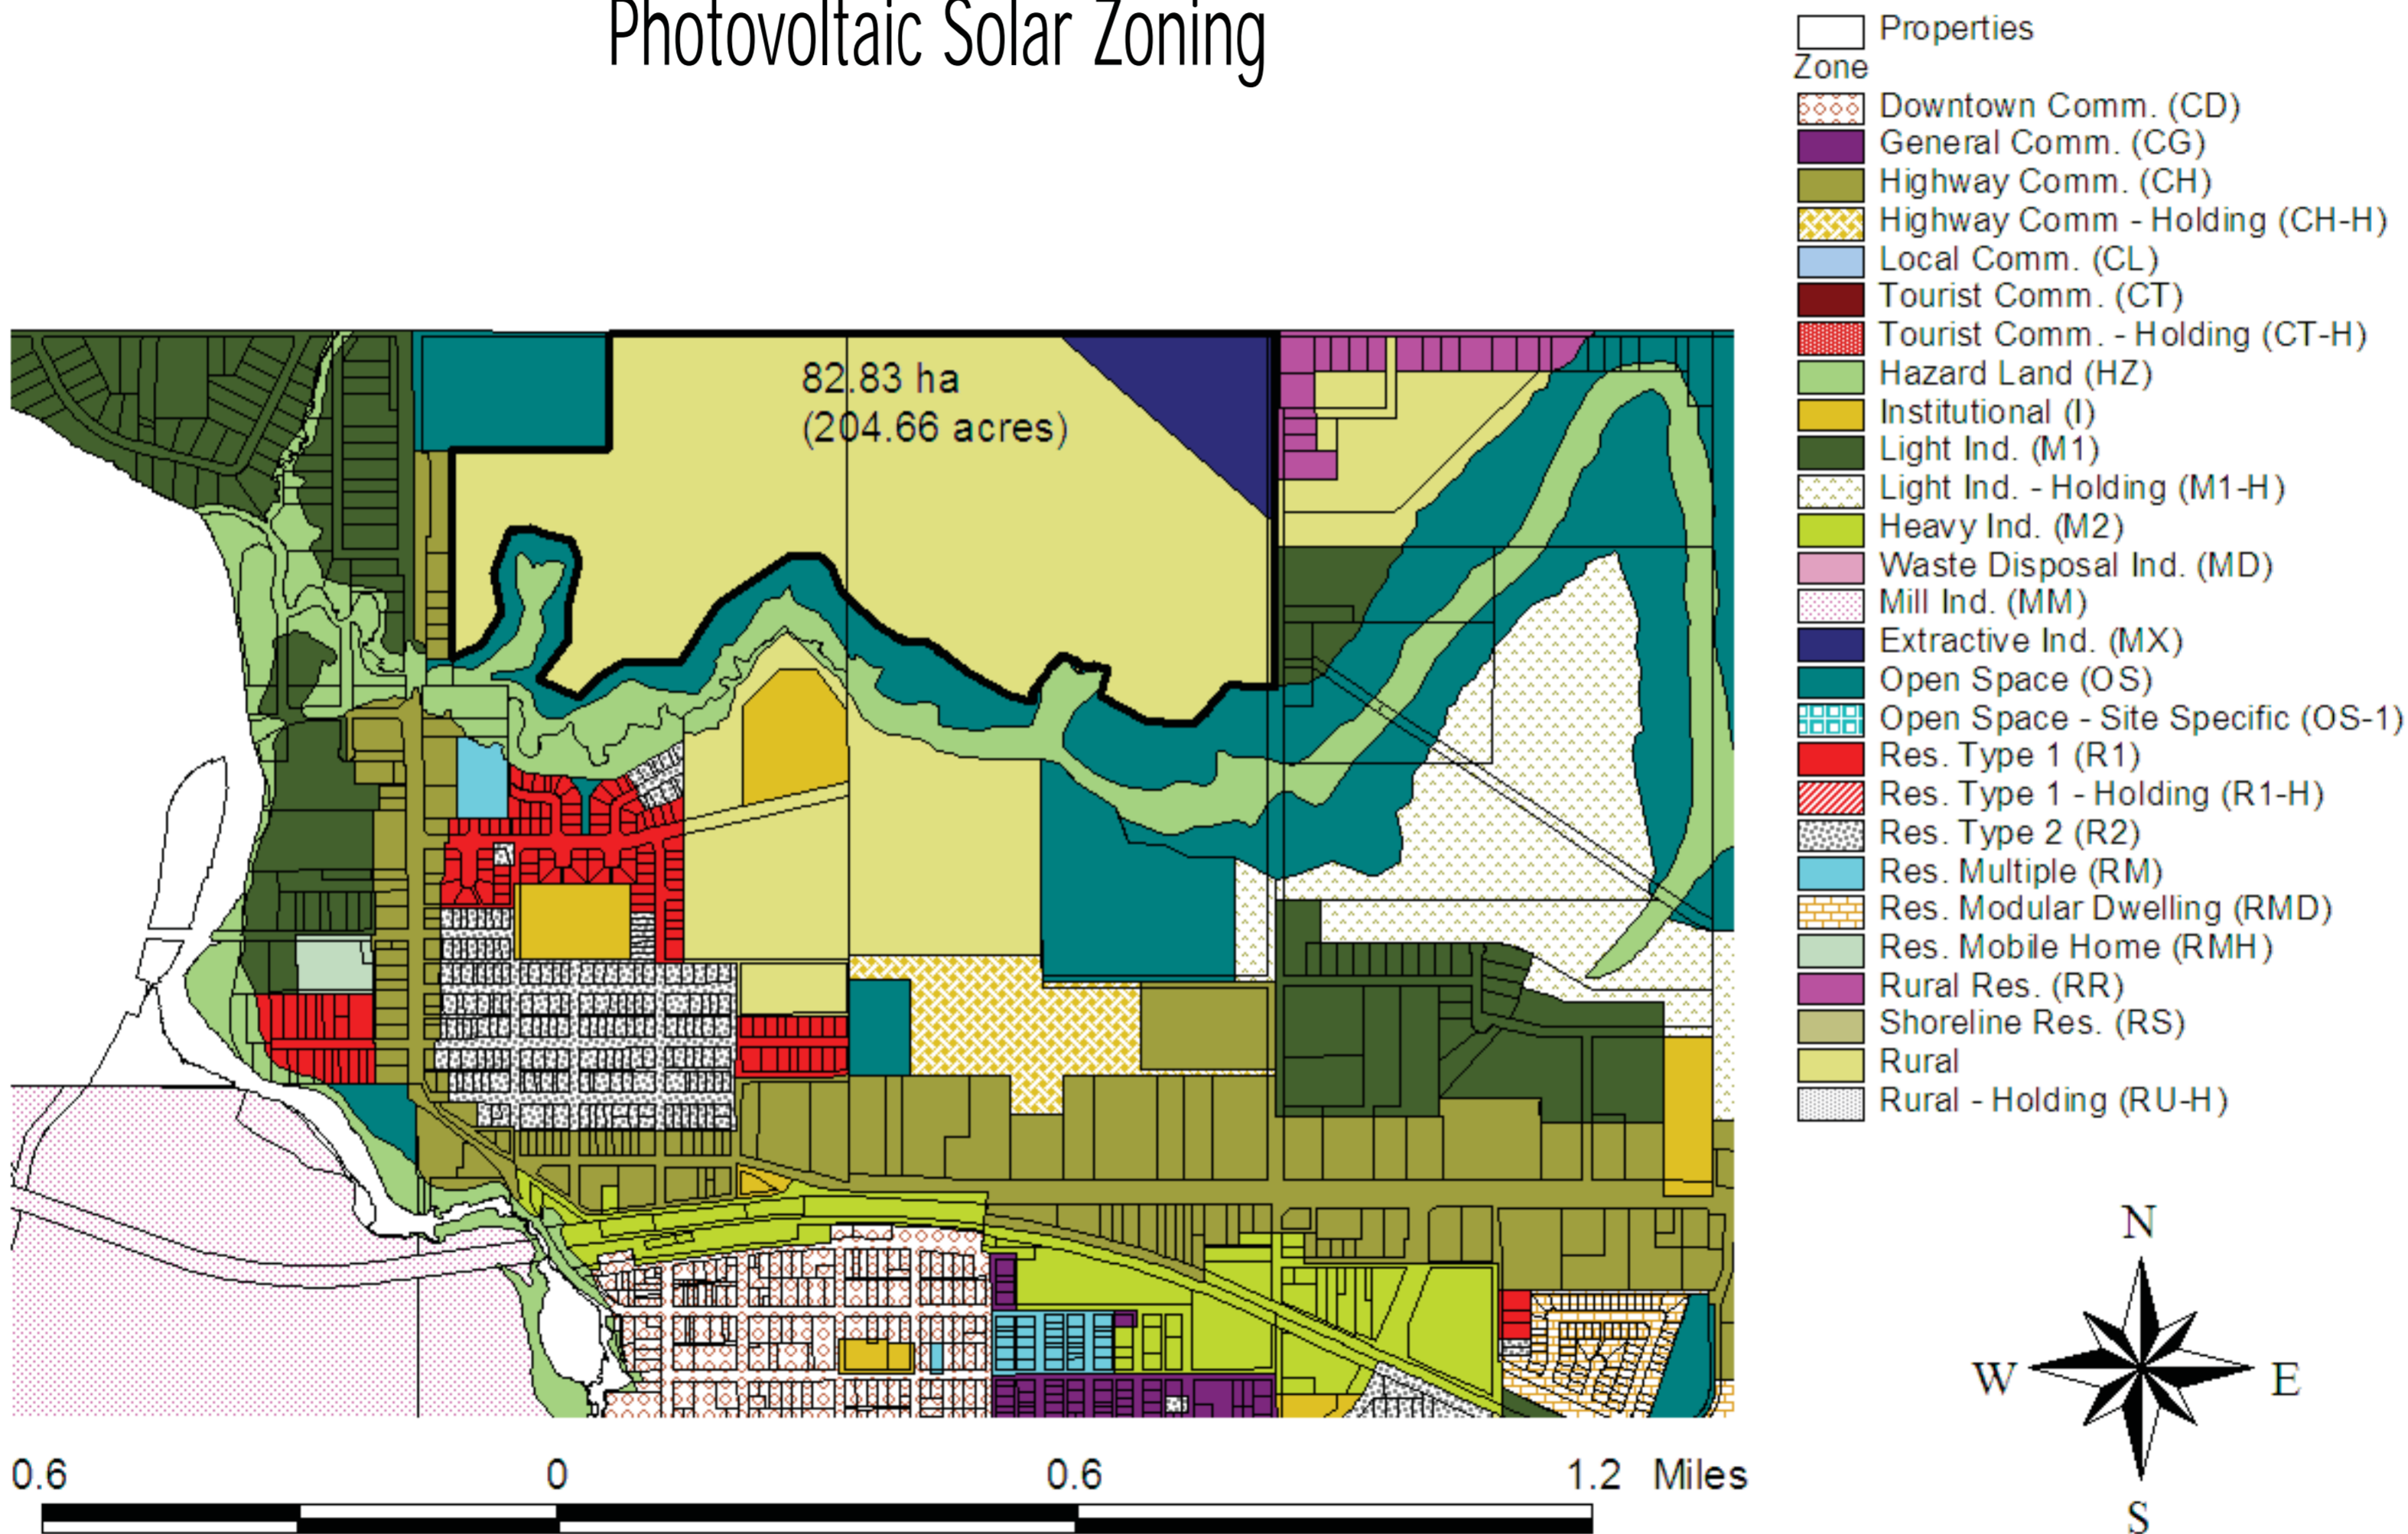 Photovoltaic Solar Zoning
Properties
Zone
Downtown Comm. (CD)
General Comm. (CG)
Highway Comm. (CH)
Highway Comm - Holding (CH-H)
Local Comm. (CL)
Tourist Comm. (CT)
Tourist Comm. - Holding (CT-H)
Hazard Land (HZ)
Institutional (I)
Light Ind. (M1)
Light Ind. - Holding (M1-H)
Heavy Ind. (M2)
Waste Disposal Ind. (MD)
Mill Ind. (MM)
Extractive Ind. (MX)
Open Space (OS)
Open Space - Site Specific (OS-1)
Res. Type 1 (R1)
Res. Type 1 - Holding (R1-H)
Res. Type 2 (R2)
Res. Multiple (RM)
Res. Modular Dwelling (RMD)
Res. Mobile Home (RMH)
Rural Res. (RR)
Shoreline Res. (RS)
Rural
Rural - Holding (RU-H)
82.83 ha
(204.66 acres)
N
W E
S
0.6 0 0.6 1.2 Miles